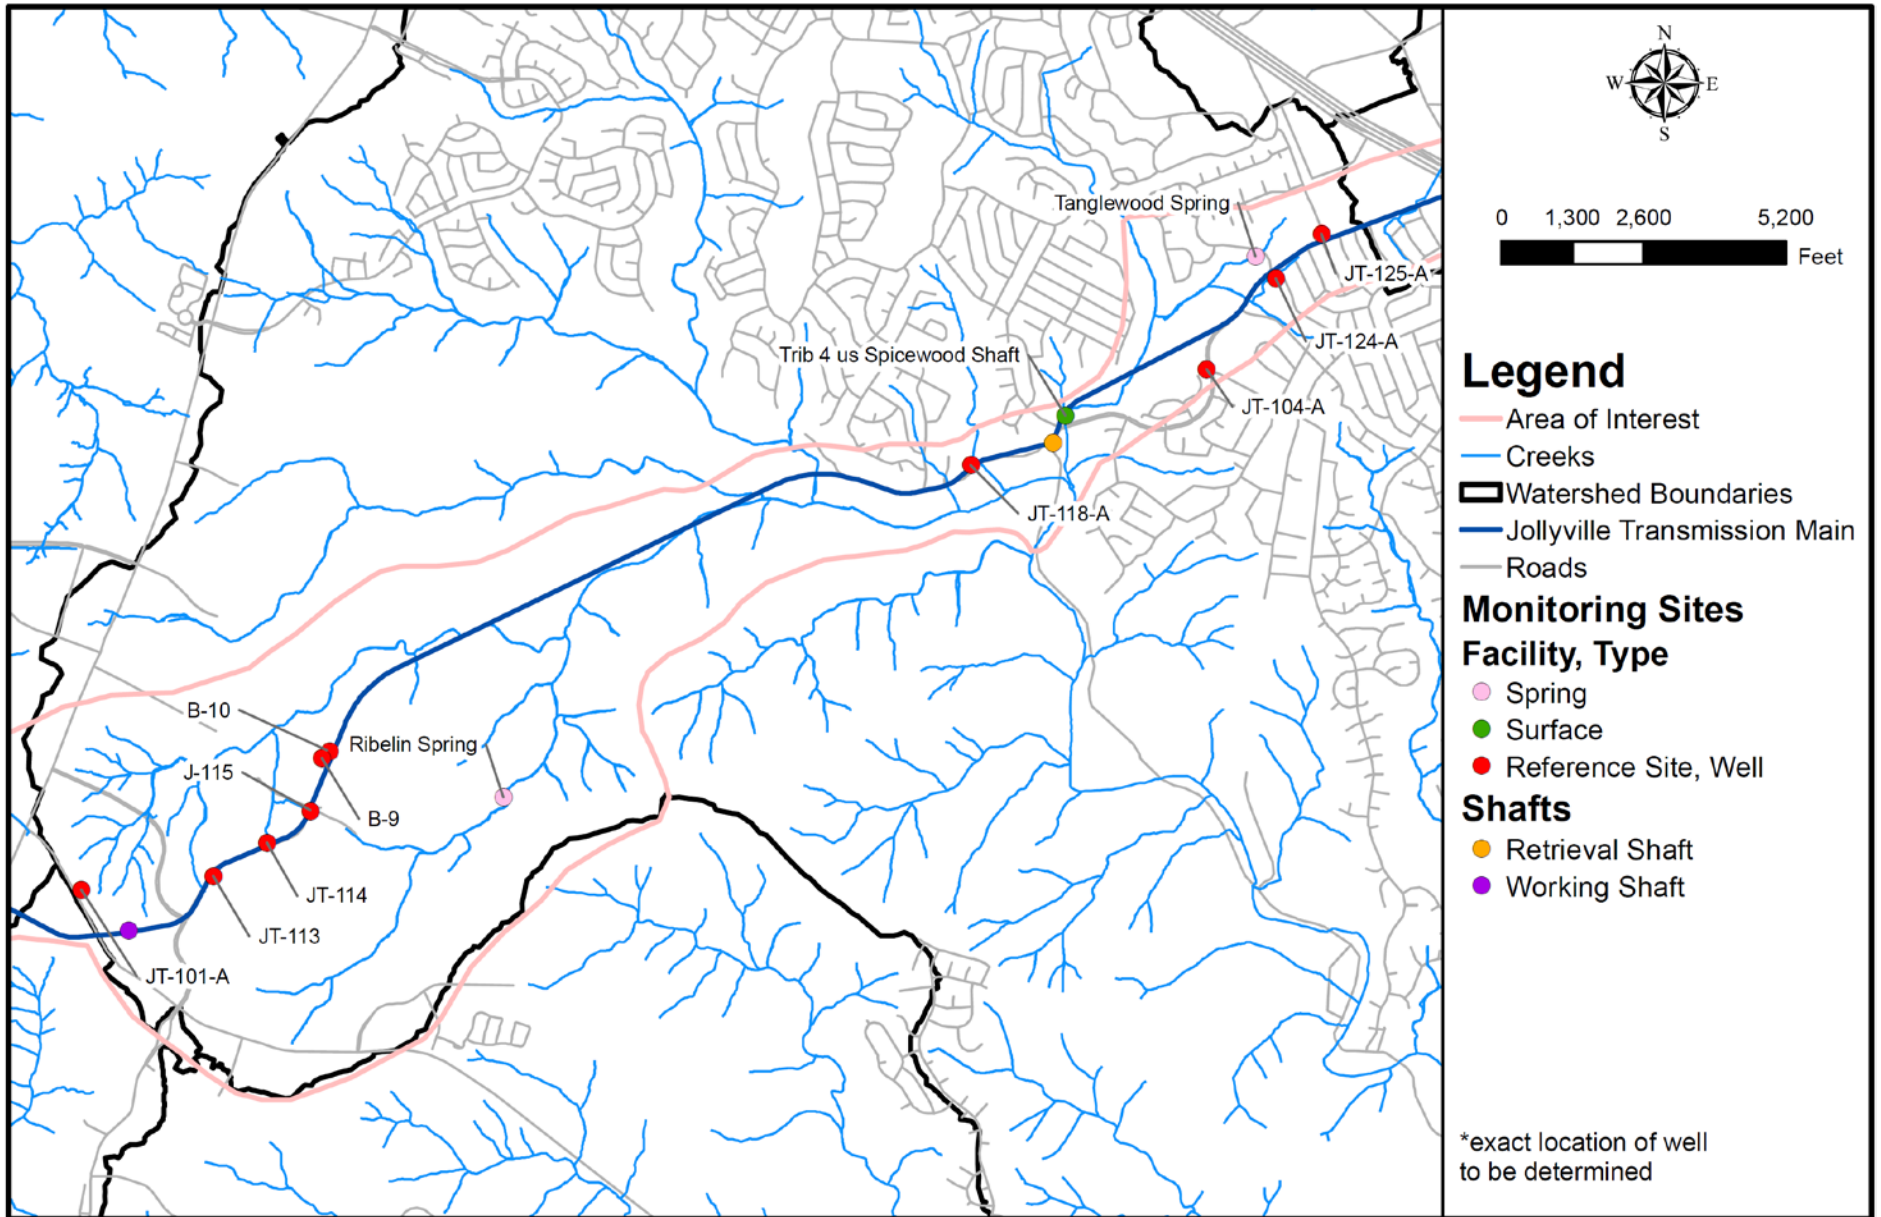 Tanglewood Spring
JT-125-A
JT-124-A
Trib 4 us Spicewood Shaft
JT-104-A
JT-118-A
B-10
Ribelin Spring
J-115
B-9
JT-114
JT-113
JT-101-A
N
W E
S
0 1,300 2,600 5,200
Feet
Legend
Area of Interest
Creeks
Watershed Boundaries
Jollyville Transmission Main
Roads
Monitoring Sites
Facility, Type
Spring
Surface
Reference Site, Well
Shafts
Retrieval Shaft
Working Shaft
*exact location of well
to be determined